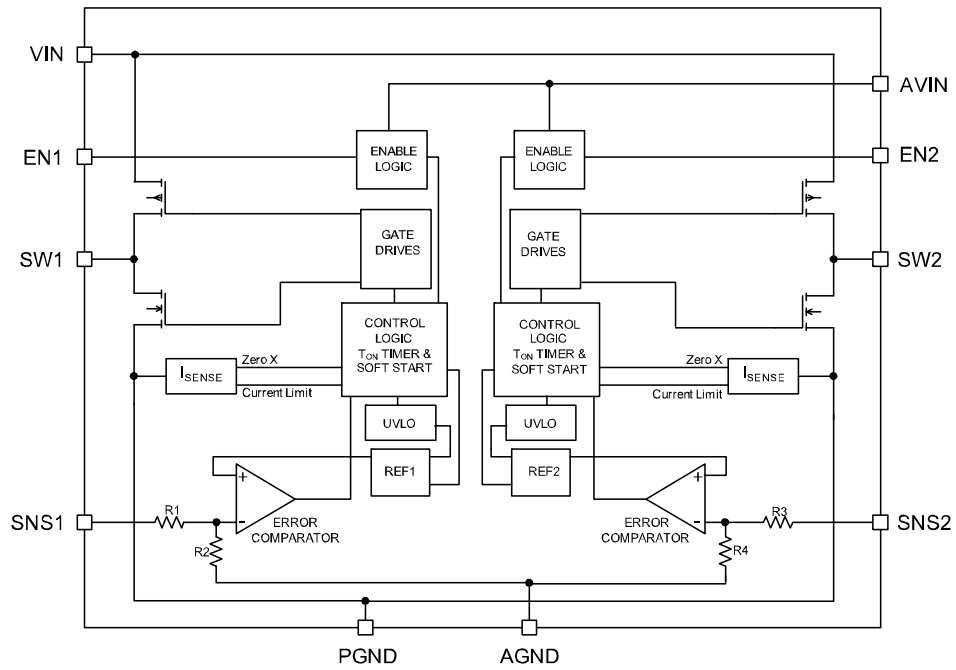 VIN
AVIN
EN1
ENABLE
LOGIC
ENABLE
LOGIC
EN2
SW1
GATE
DRIVES
GATE
DRIVES
SW2
CONTROL
LOGIC
TON TIMER &
SOFT START
CONTROL
LOGIC
TON TIMER &
SOFT START
ISENSE
Zero X
Current Limit
Zero X
Current Limit
ISENSE
UVLO
UVLO
REF1
REF2
+
-
ERROR
COMPARATOR
+
-
ERROR
COMPARATOR
SNS1
R1
R2
R3
R4
SNS2
PGND
AGND